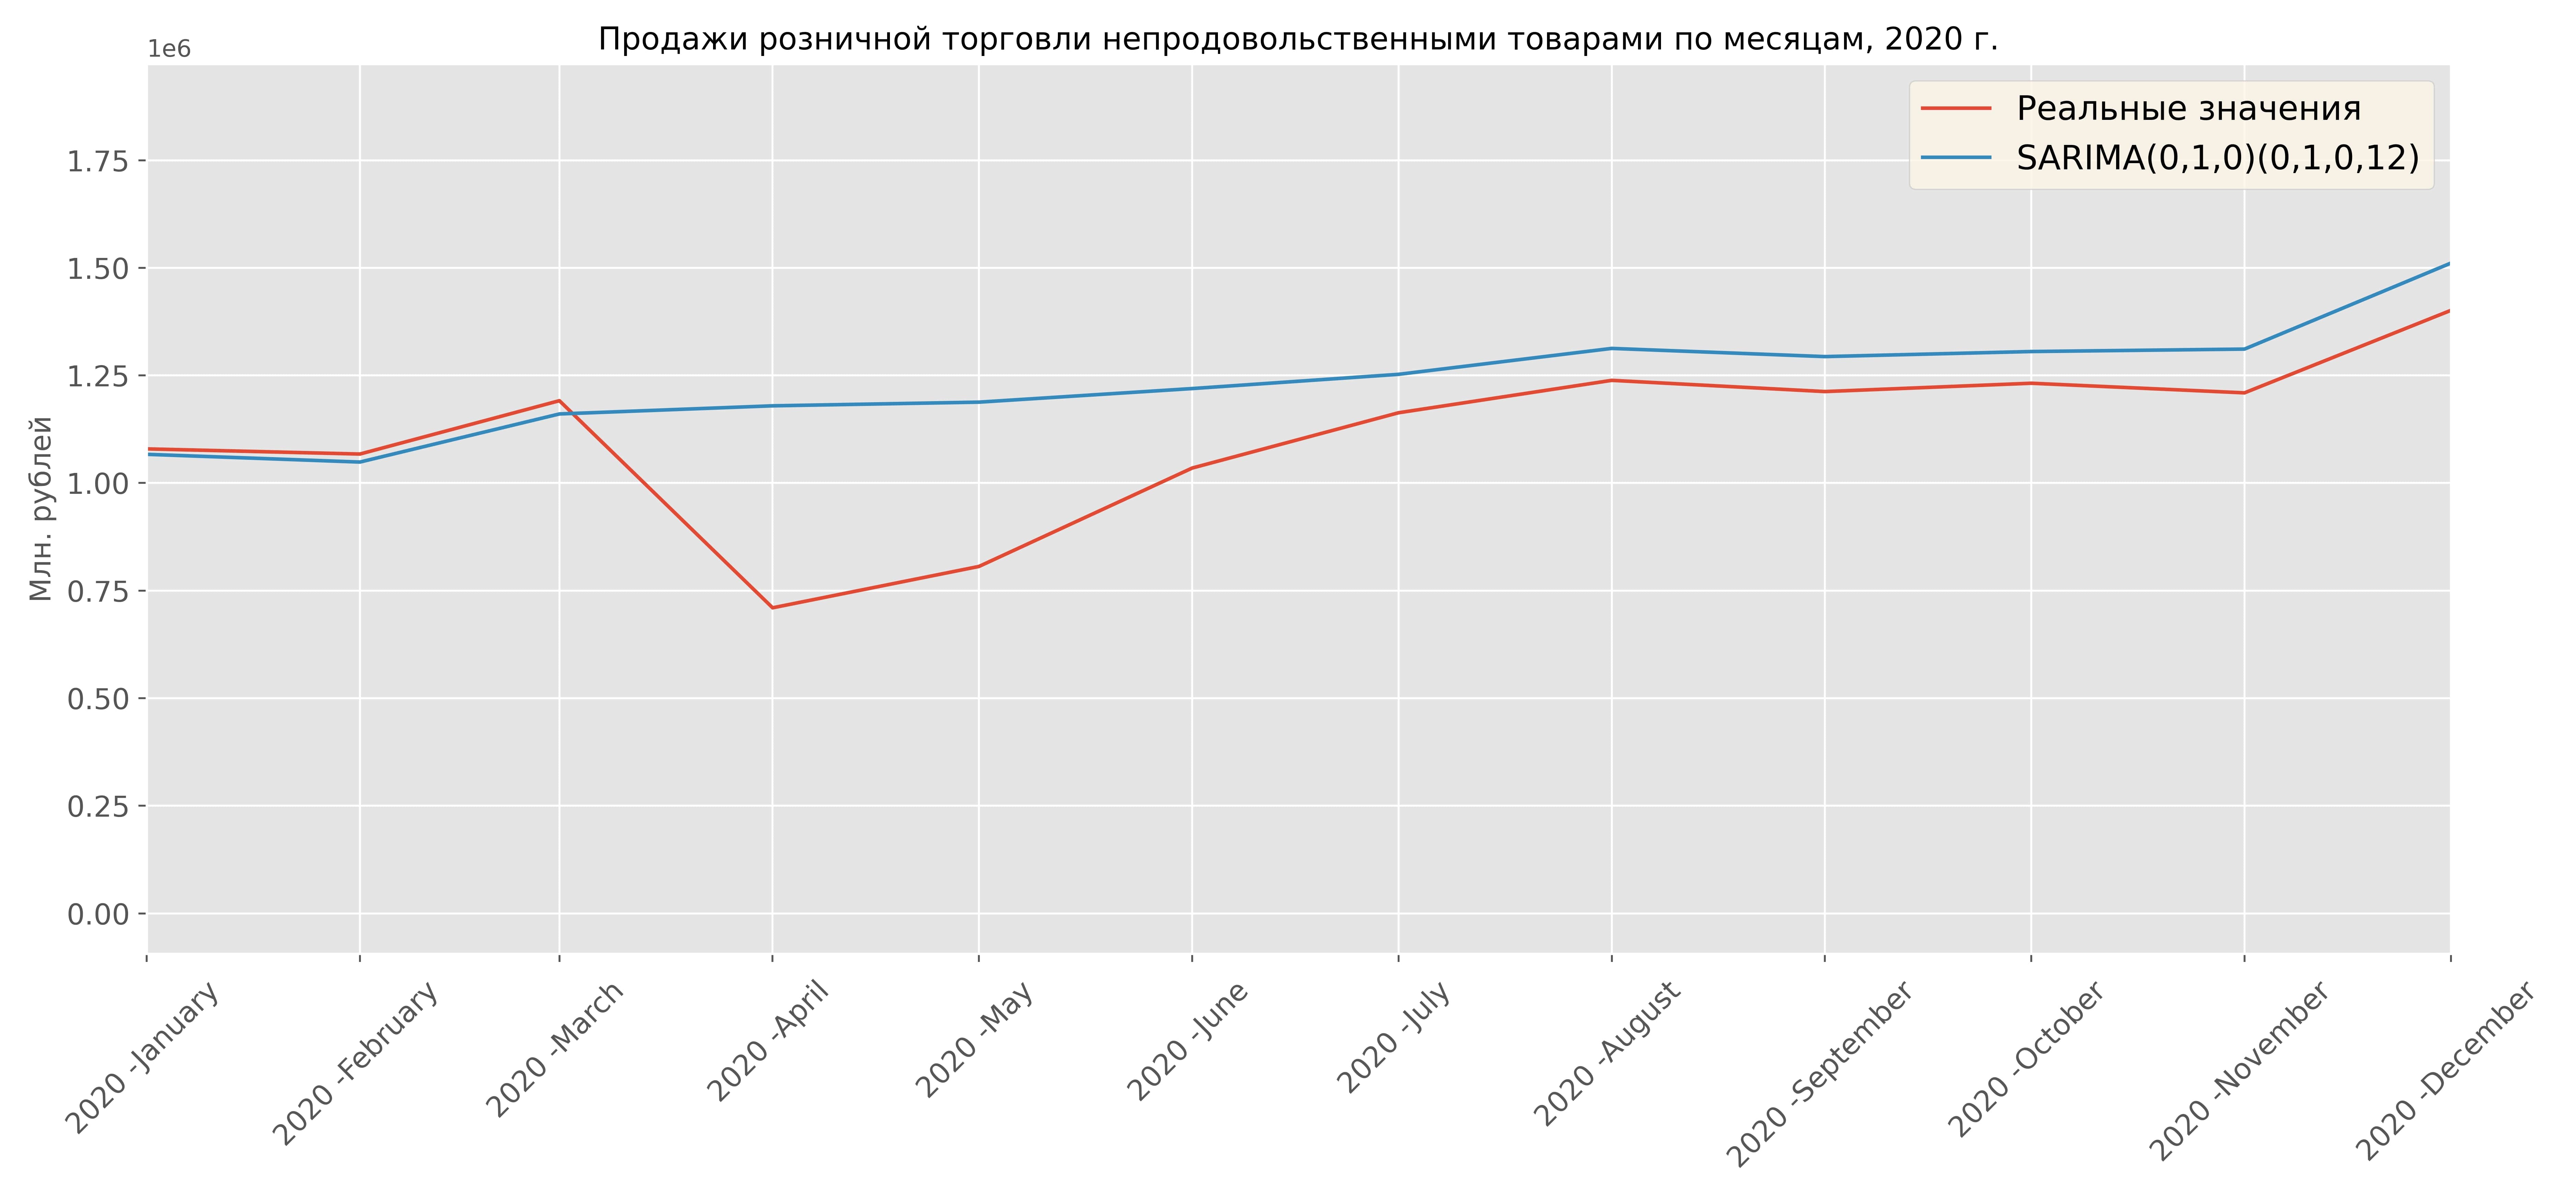 Продажи розничной торговли непродовольственными товарами по месяцам, 2020 г.
1e6
Реальные значения
SARIMA(0,1,0)(0,1,0,12)
Млн. рублей
1.75
1.50
1.25
1.00
0.75
0.50
0.25
0.00
2020 -January
2020 -February
2020 -March
2020 -April
2020 -May
2020 -June
2020 -July
2020 -August
2020 -September
2020 -October
2020 -November
2020 -December